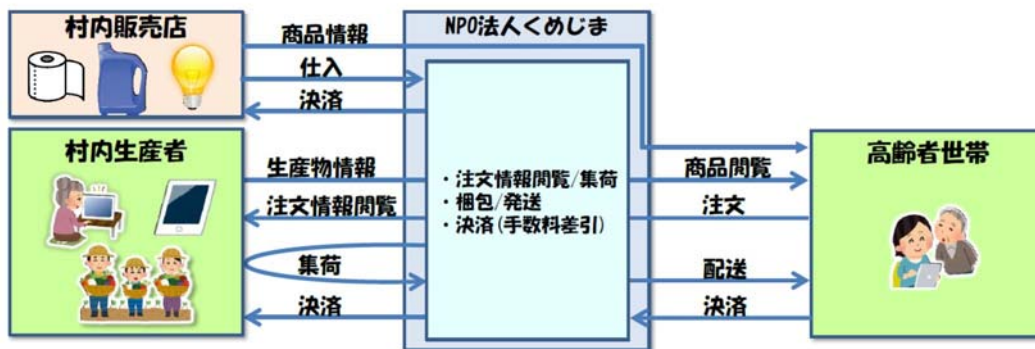 村内販売店
商品情報
仕入
決済
NPO法人くめじま
村内生産者
生産物情報
注文情報閲覧
集荷
決済
・注文情報閲覧/集荷
・梱包/発送
・決済(手数料差引)
商品閲覧
注文
配送
決済
高齢者世帯